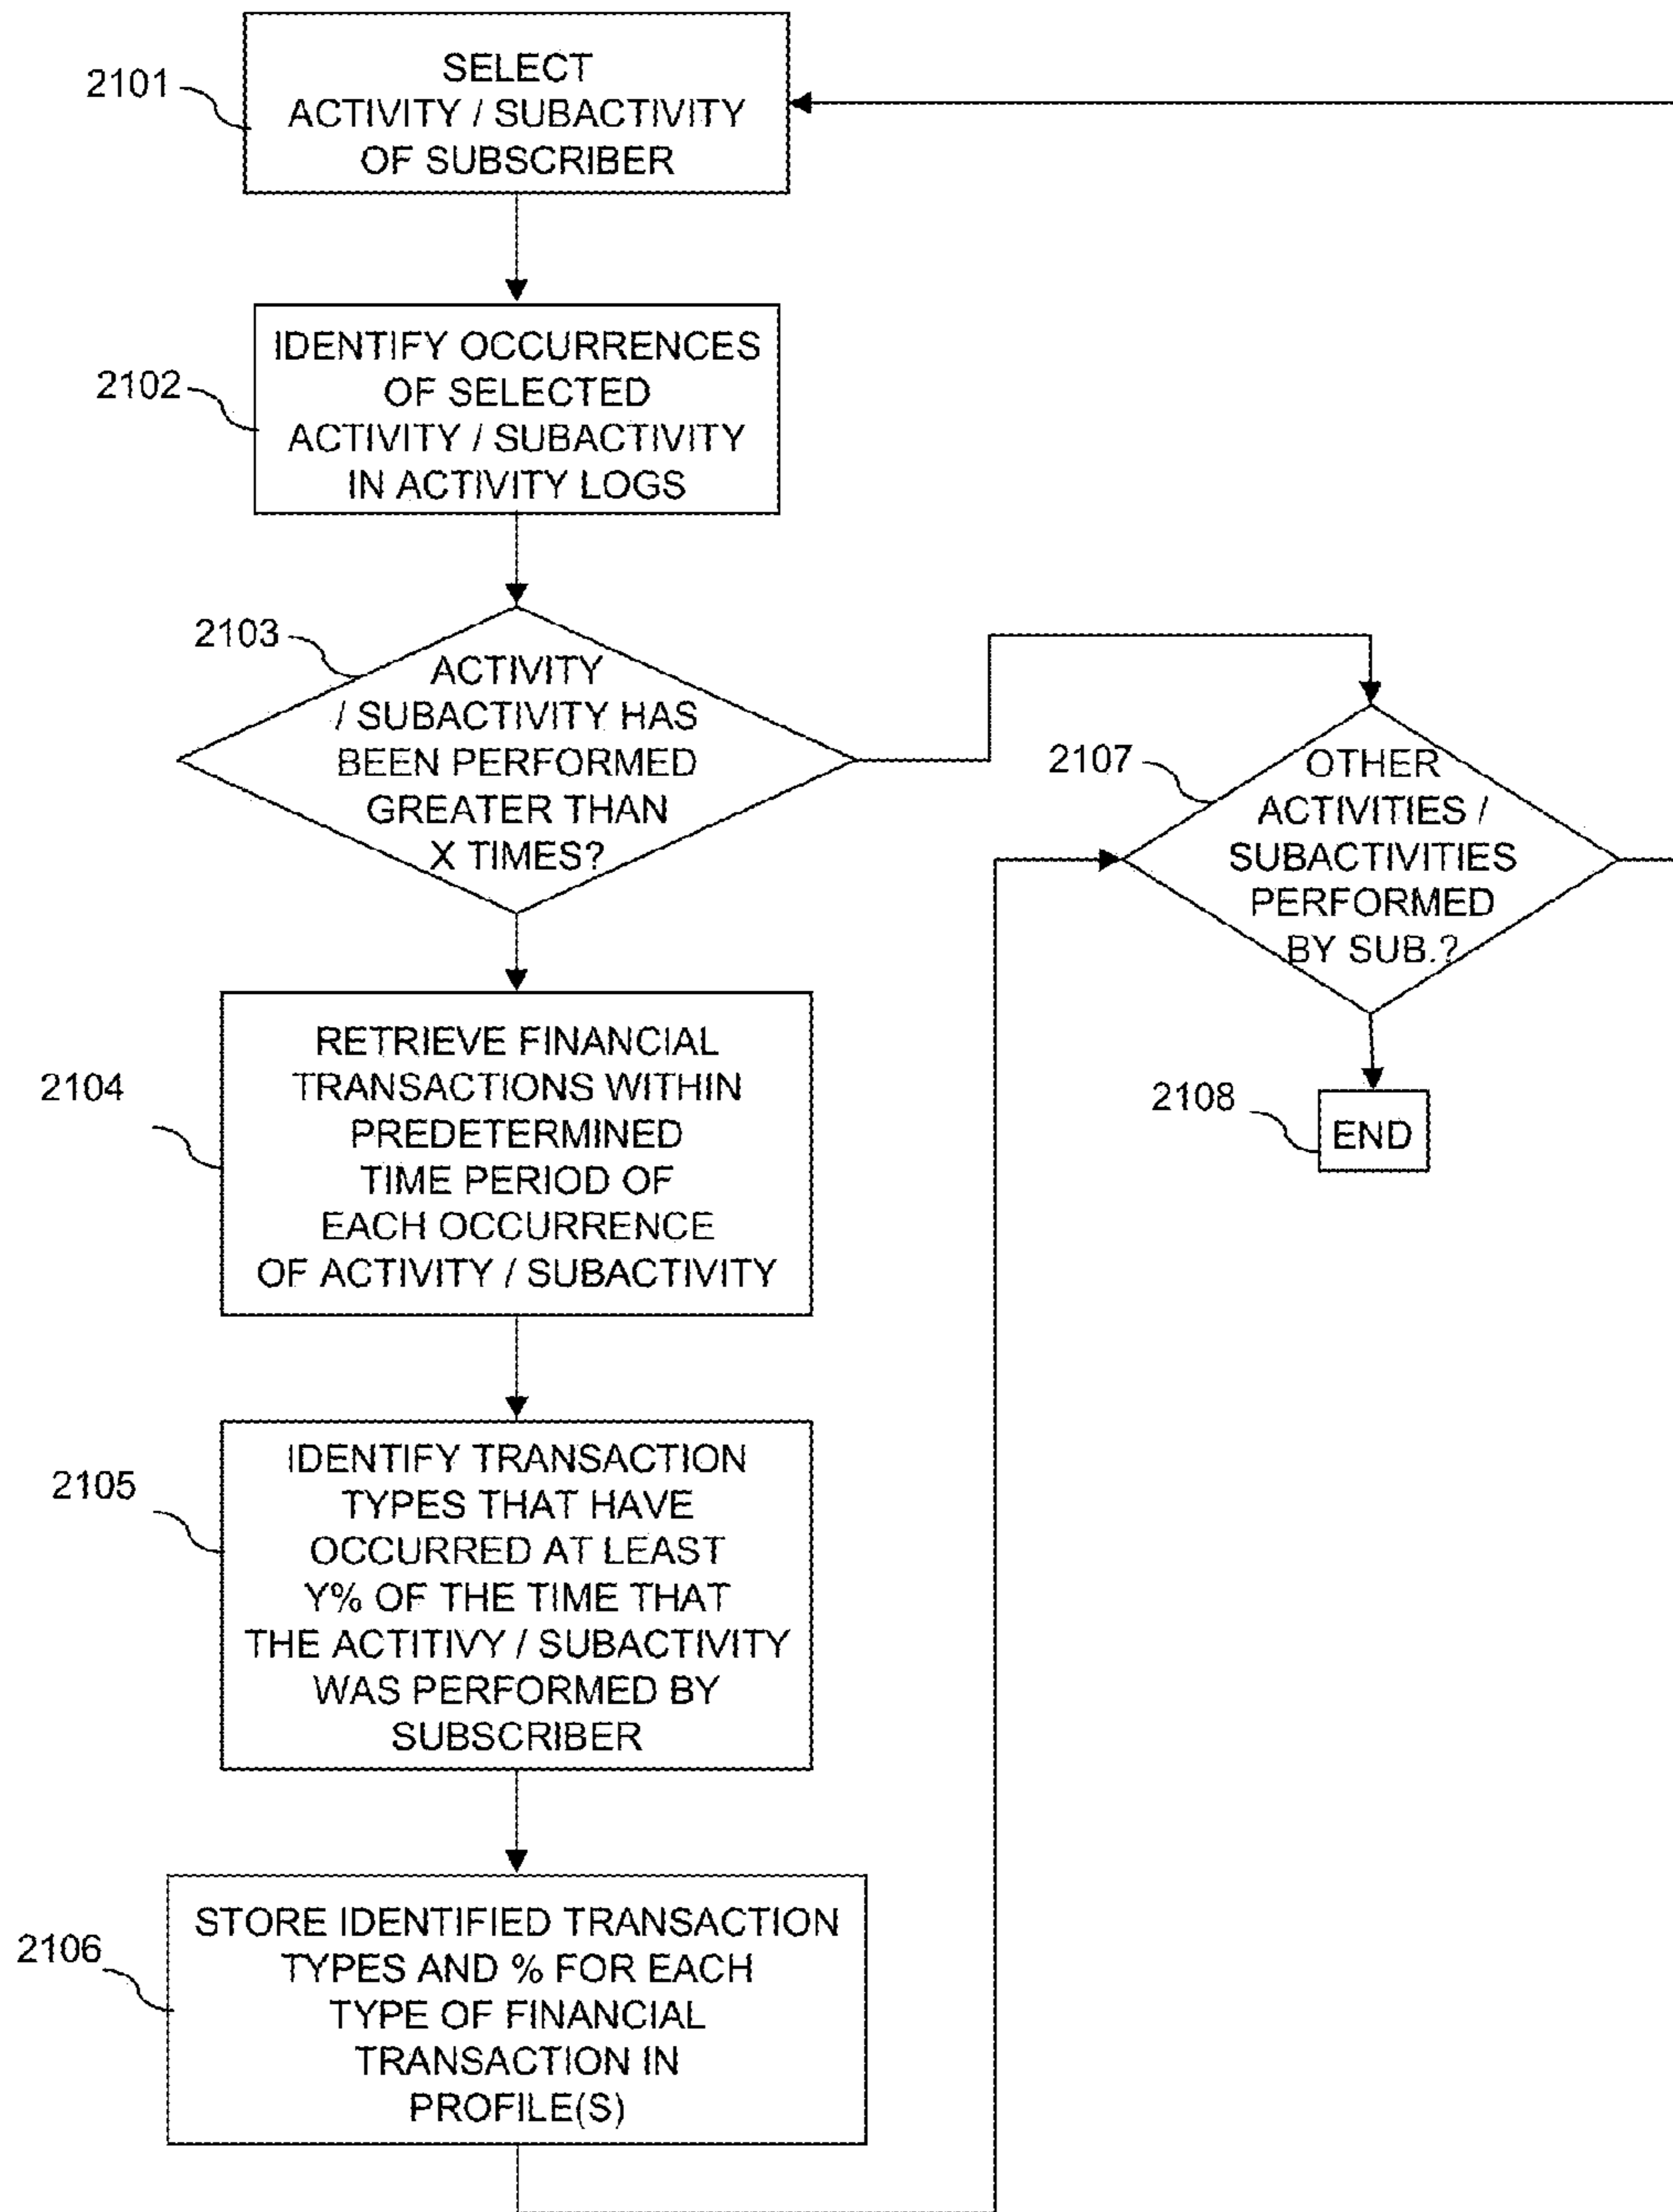 2101
SELECT
ACTIVITY / SUBACTIVITY
OF SUBSCRIBER
2102
IDENTIFY OCCURRENCES
OF SELECTED
ACTIVITY / SUBACTIVITY
IN ACTIVITY LOGS
2103
ACTIVITY
/ SUBACTIVITY HAS
BEEN PERFORMED
GREATER THAN
X TIMES?
2107
OTHER
ACTIVITIES /
SUBACTIVITIES
PERFORMED
BY SUB.?
2104
RETRIEVE FINANCIAL
TRANSACTIONS WITHIN
PREDETERMINED
TIME PERIOD OF
EACH OCCURRENCE
OF ACTIVITY / SUBACTIVITY
2108
END
2105
IDENTIFY TRANSACTION
TYPES THAT HAVE
OCCURRED AT LEAST
Y% OF THE TIME THAT
THE ACTITIVY / SUBACTIVITY
WAS PERFORMED BY
SUBSCRIBER
2106
STORE IDENTIFIED TRANSACTION
TYPES AND % FOR EACH
TYPE OF FINANCIAL
TRANSACTION IN
PROFILE(S)